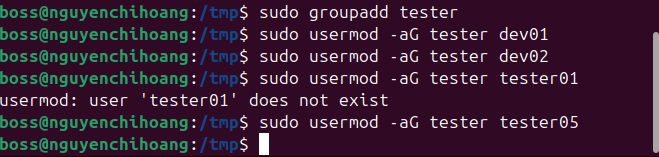 boss@nguyenchihoang:/tmp$ sudo groupadd tester
boss@nguyenchihoang:/tmp$ sudo usermod -aG tester dev01
boss@nguyenchihoang:/tmp$ sudo usermod -aG tester dev02
boss@nguyenchihoang:/tmp$ sudo usermod -aG tester tester01
usermod: user 'tester01' does not exist
boss@nguyenchihoang:/tmp$ sudo usermod -aG tester tester05
boss@nguyenchihoang:/tmp$